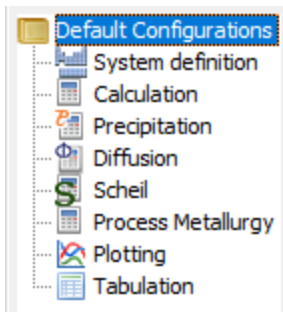 Default Configurations
System definition
Calculation
Precipitation
Diffusion
Scheil
Process Metallurgy
Plotting
Tabulation